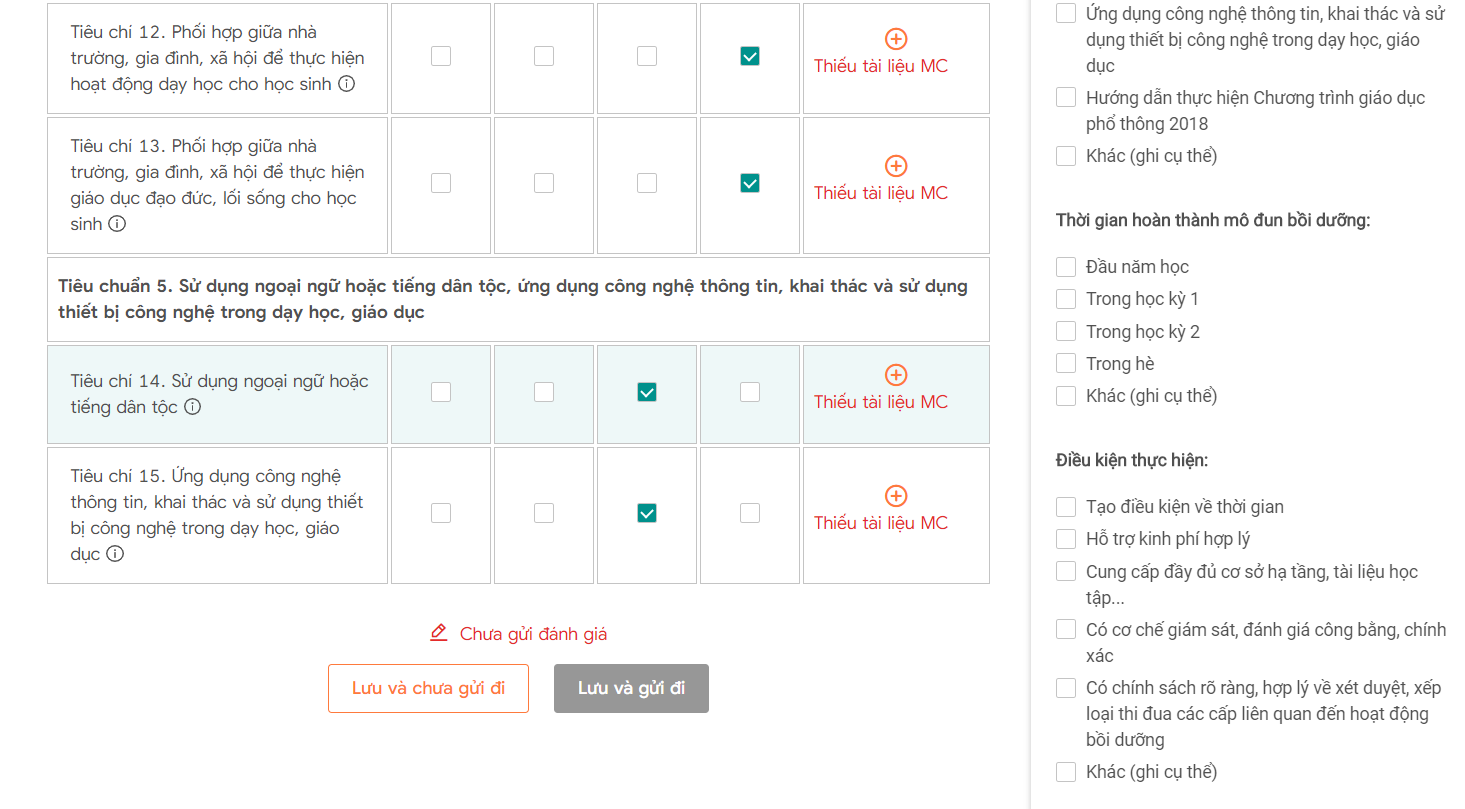 Tiêu chí 12. Phối hợp giữa nhà
trường, gia đình, xã hội để thực hiện
hoạt động dạy học cho học sinh
Thiếu tài liệu MC
Tiêu chí 13. Phối hợp giữa nhà
trường, gia đình, xã hội để thực hiện
giáo dục đạo đức, lối sống cho học
sinh
Thiếu tài liệu MC
Tiêu chuẩn 5. Sử dụng ngoại ngữ hoặc tiếng dân tộc, ứng dụng công nghệ thông tin, khai thác và sử dụng
thiết bị công nghệ trong dạy học, giáo dục
Tiêu chí 14. Sử dụng ngoại ngữ hoặc
tiếng dân tộc
Thiếu tài liệu MC
Tiêu chí 15. Ứng dụng công nghệ
thông tin, khai thác và sử dụng thiết
bị công nghệ trong dạy học, giáo
dục
Thiếu tài liệu MC
Chưa gửi đánh giá
Lưu và chưa gửi đi
Lưu và gửi đi
Ứng dụng công nghệ thông tin, khai thác và sử
dụng thiết bị công nghệ trong dạy học, giáo
dục
Hướng dẫn thực hiện Chương trình giáo dục
phổ thông 2018
Khác (ghi cụ thể)
Thời gian hoàn thành mô đun bồi dưỡng:
Đầu năm học
Trong học kỳ 1
Trong học kỳ 2
Trong hè
Khác (ghi cụ thể)
Điều kiện thực hiện:
Tạo điều kiện về thời gian
Hỗ trợ kinh phí hợp lý
Cung cấp đầy đủ cơ sở hạ tầng, tài liệu học
tập...
Có cơ chế giám sát, đánh giá công bằng, chính
xác
Có chính sách rõ ràng, hợp lý về xét duyệt, xếp
loại thi đua các cấp liên quan đến hoạt động
bồi dưỡng
Khác (ghi cụ thể)